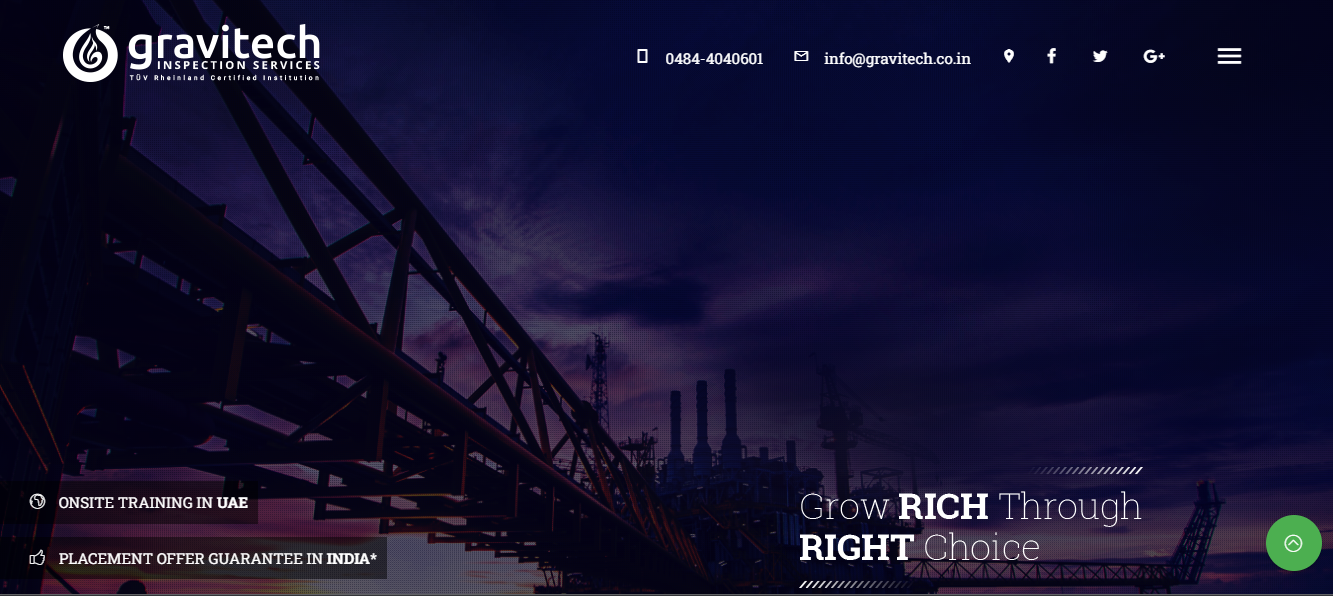 gravitech
INSPECTION SERVICES
TÜV Rheinland Certified Institution
0484-4040601
info@gravitech.co.in
ONSITE TRAINING IN UAE
PLACEMENT OFFER GUARANTEE IN INDIA*
Grow RICH Through
RIGHT Choice